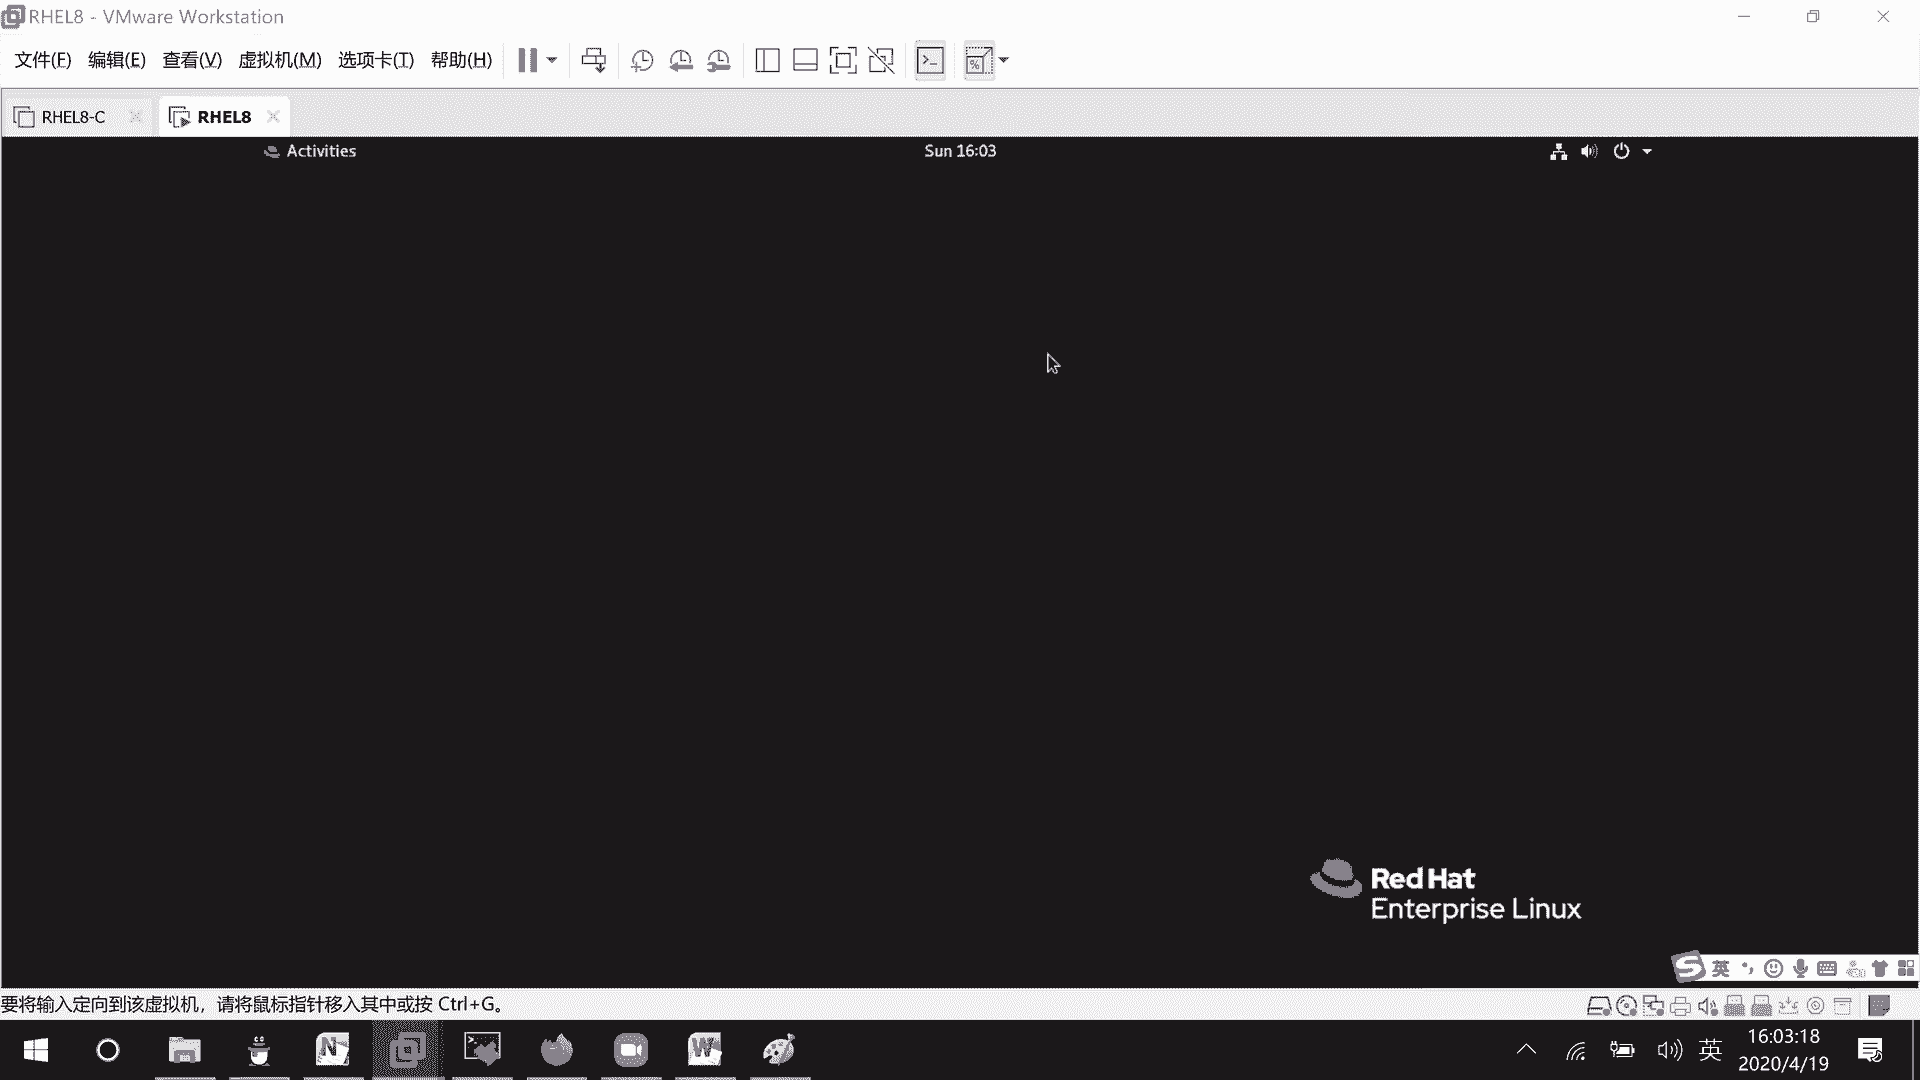 RHEL8 - VMware Workstation
文件(F) 编辑(E) 查看(V) 虚拟机(M) 选项卡(T) 帮助(H)
RHEL8-C RHEL8
Activities Sun 16:03
Red Hat
Enterprise Linux
英
要将输入定向到该虚拟机，请将鼠标指针移入其中或按 Ctrl+G。
英 16:03:18
2020/4/19